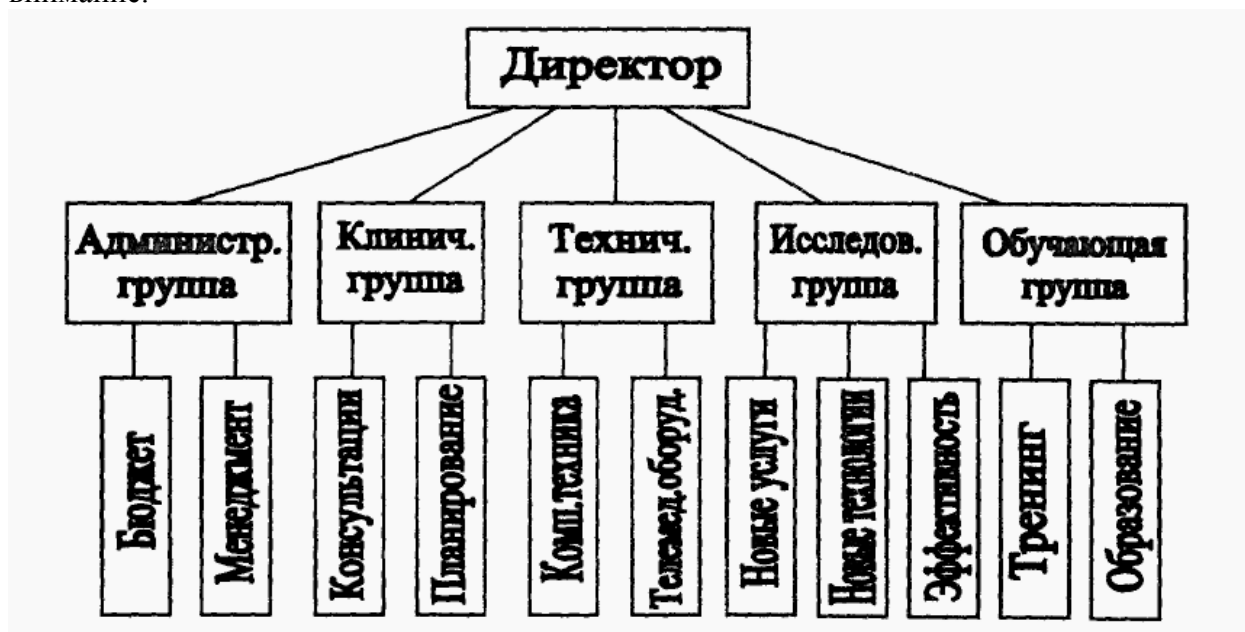 внимание.
Директор
Администр.
группа
Клинич.
группа
Технич.
группа
Исследов.
группа
Обучающая
группа
Бюджет
Менеджмент
Консультации
Планирование
Комп.техника
Телемед.оборуд.
Новые услуги
Новые технологии
Эффективность
Тренинг
Образование